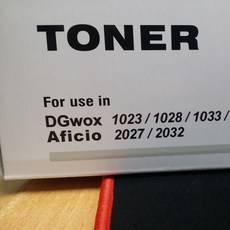 TONER
For use in
DGwox 1023 / 1028 / 1033 /
Aficio 2027 / 2032